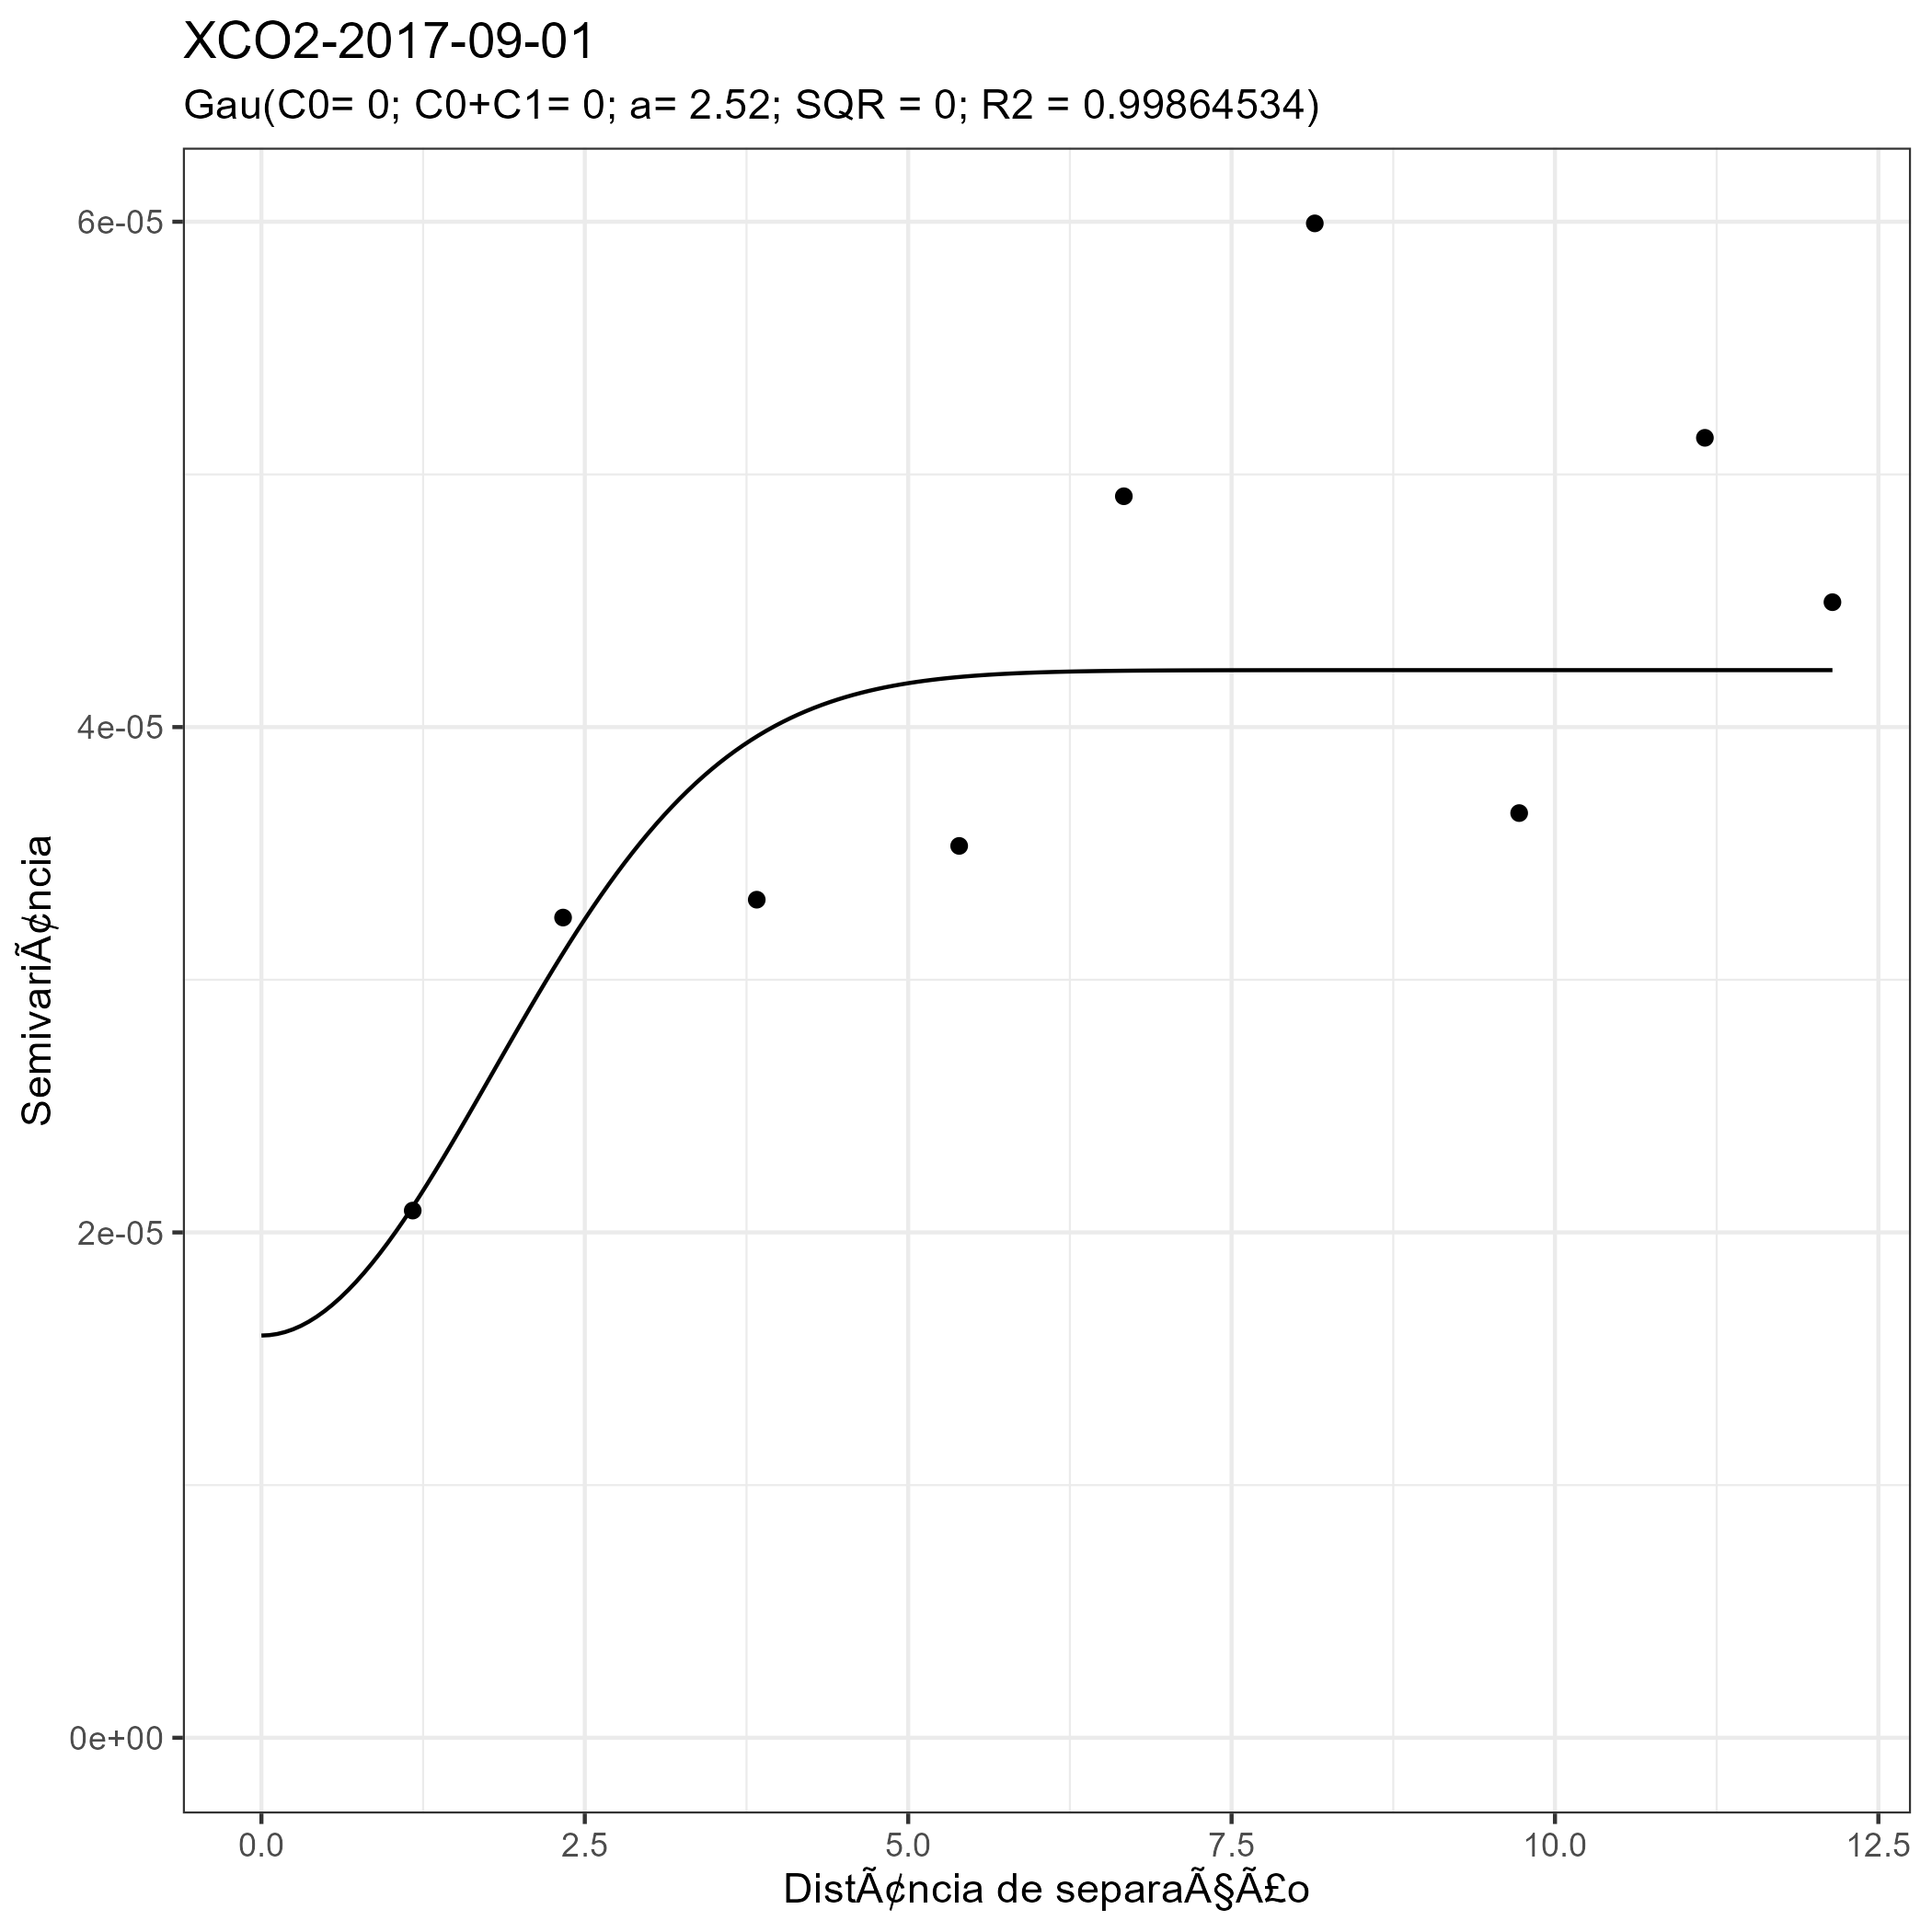 XCO2-2017-09-01
Gau(C0= 0; C0+C1= 0; a= 2.52; SQR = 0; R2 = 0.99864534)
6e-05
4e-05
2e-05
0e+00
SemivariÃ¢ncia
0.0 2.5 5.0 7.5 10.0 12.5
DistÃ¢ncia de separaÃ§Ã£o